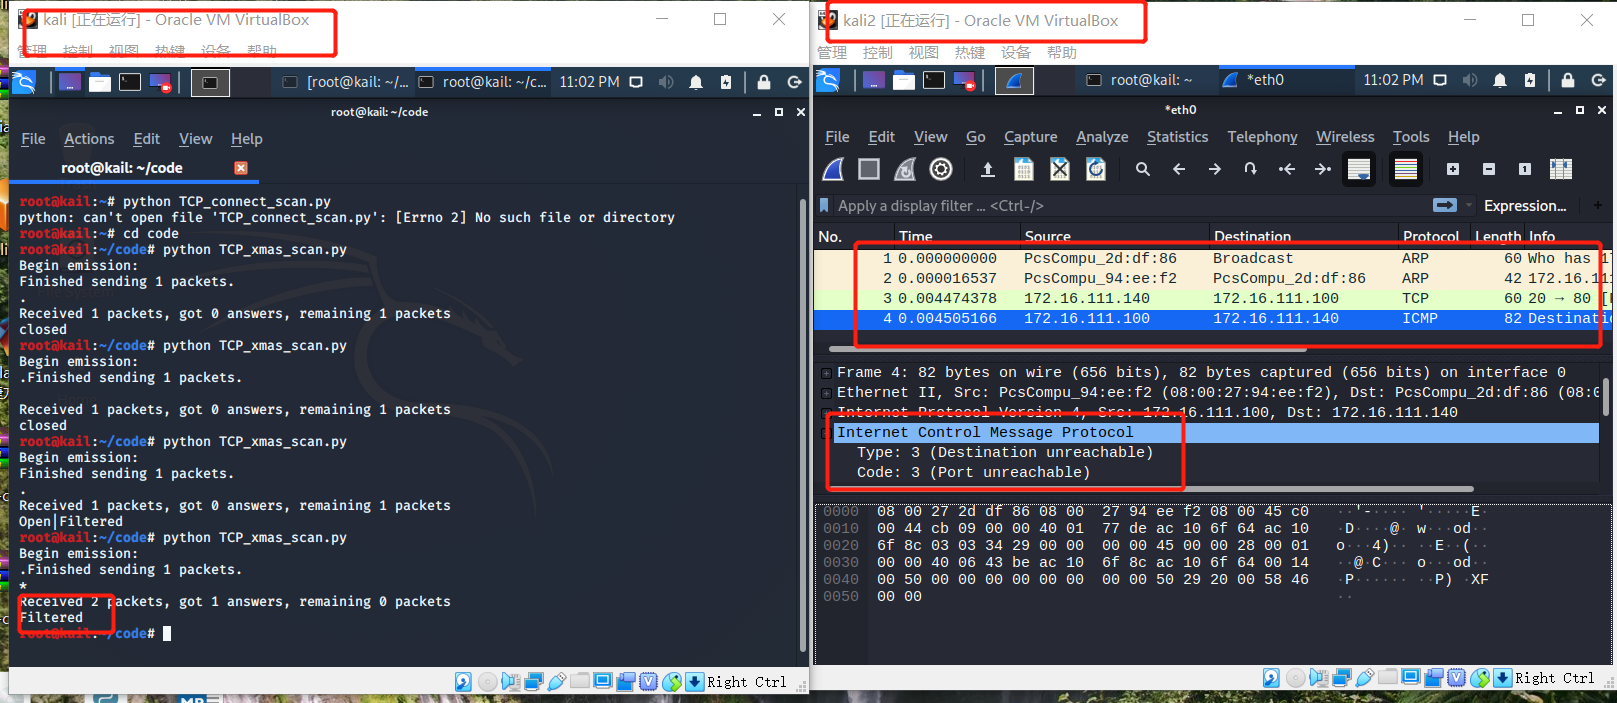 kali [正在运行] - Oracle VM VirtualBox
管理 控制 视图 热键 设备 帮助
[root@kail: ~/... root@kail: ~/c... 11:02 PM
root@kail: ~/code
File Actions Edit View Help
root@kail: ~/code
root@kail:~# python TCP_connect_scan.py
python: can't open file 'TCP_connect_scan.py': [Errno 2] No such file or directory
root@kail:~# cd code
root@kail:~/code# python TCP_xmas_scan.py
Begin emission:
Finished sending 1 packets.
.
Received 1 packets, got 0 answers, remaining 1 packets
closed
root@kail:~/code# python TCP_xmas_scan.py
Begin emission:
.Finished sending 1 packets.
Received 1 packets, got 0 answers, remaining 1 packets
closed
root@kail:~/code# python TCP_xmas_scan.py
Begin emission:
Finished sending 1 packets.
.
Received 1 packets, got 0 answers, remaining 1 packets
Open|Filtered
root@kail:~/code# python TCP_xmas_scan.py
Begin emission:
.Finished sending 1 packets.
*
Received 2 packets, got 1 answers, remaining 0 packets
Filtered
root@kail:~/code#
Right Ctrl
kali2 [正在运行] - Oracle VM VirtualBox
管理 控制 视图 热键 设备 帮助
root@kail: ~ *eth0 11:02 PM
*eth0
File Edit View Go Capture Analyze Statistics Telephony Wireless Tools Help
Apply a display filter ... <Ctrl-/> Expression... +
No. Time Source Destination Protocol Length Info
1 0.000000000 PcsCompu_2d:df:86 Broadcast ARP 60 Who has 17
2 0.000016537 PcsCompu_94:ee:f2 PcsCompu_2d:df:86 ARP 42 172.16.11
3 0.004474378 172.16.111.140 172.16.111.100 TCP 60 20 → 80 [
4 0.004505166 172.16.111.100 172.16.111.140 ICMP 82 Destinati
Frame 4: 82 bytes on wire (656 bits), 82 bytes captured (656 bits) on interface 0
Ethernet II, Src: PcsCompu_94:ee:f2 (08:00:27:94:ee:f2), Dst: PcsCompu_2d:df:86 (08:0
Internet Protocol Version 4, Src: 172.16.111.100, Dst: 172.16.111.140
Internet Control Message Protocol
Type: 3 (Destination unreachable)
Code: 3 (Port unreachable)
0000 08 00 27 2d df 86 08 00 27 94 ee f2 08 00 45 c0 ··'-···· '·····E·
0010 00 44 cb 09 00 00 40 01 77 de ac 10 6f 64 ac 10 ·D····@· w···od··
0020 6f 8c 03 03 34 29 00 00 00 00 45 00 00 28 00 01 o···4)·· ··E··(··
0030 00 00 40 06 43 be ac 10 6f 8c ac 10 6f 64 00 14 ··@·C··· o···od··
0040 00 50 00 00 00 00 00 00 00 00 50 29 20 00 58 46 ·P······ ··P) ·XF
0050 00 00 ··
Right Ctrl